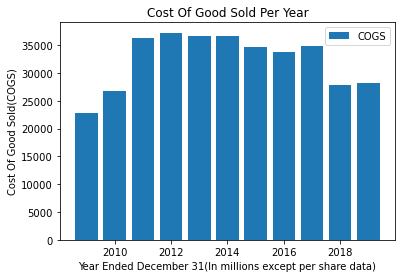 Cost Of Good Sold Per Year
COGS
Cost Of Good Sold(COGS)
35000
30000
25000
20000
15000
10000
5000
0
2010 2012 2014 2016 2018
Year Ended December 31(In millions except per share data)